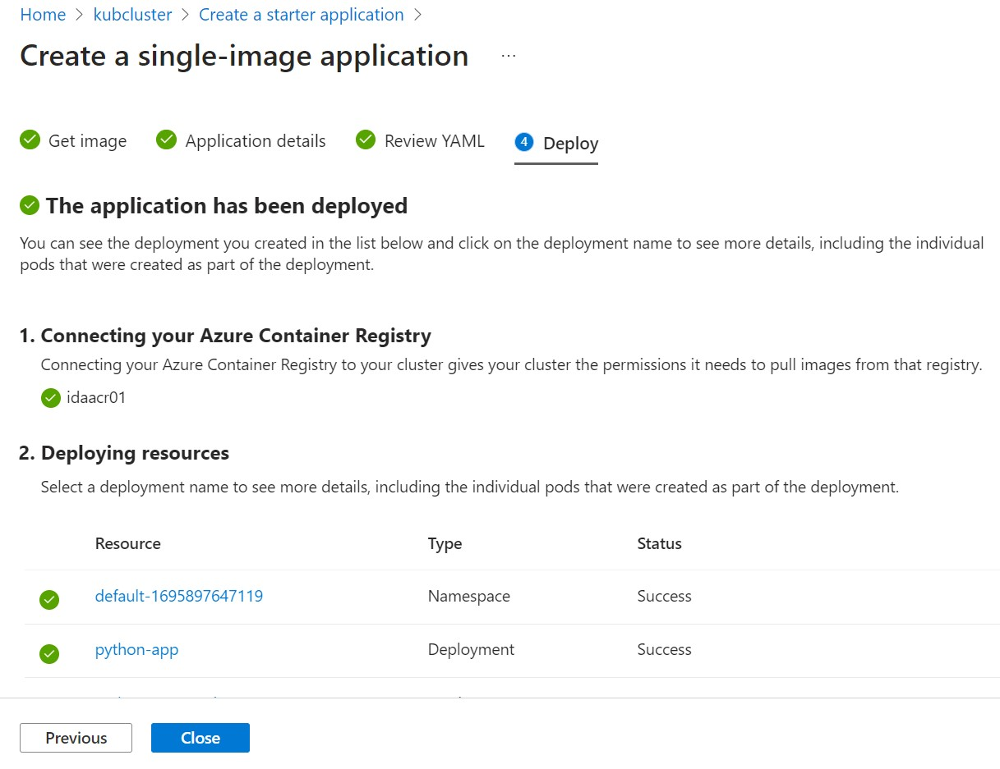 Home > kubcluster > Create a starter application >
Create a single-image application ...
Get image Application details Review YAML 4 Deploy
The application has been deployed
You can see the deployment you created in the list below and click on the deployment name to see more details, including the individual
pods that were created as part of the deployment.
1. Connecting your Azure Container Registry
Connecting your Azure Container Registry to your cluster gives your cluster the permissions it needs to pull images from that registry.
idaacr01
2. Deploying resources
Select a deployment name to see more details, including the individual pods that were created as part of the deployment.
Resource Type Status
default-1695897647119 Namespace Success
python-app Deployment Success
Previous Close